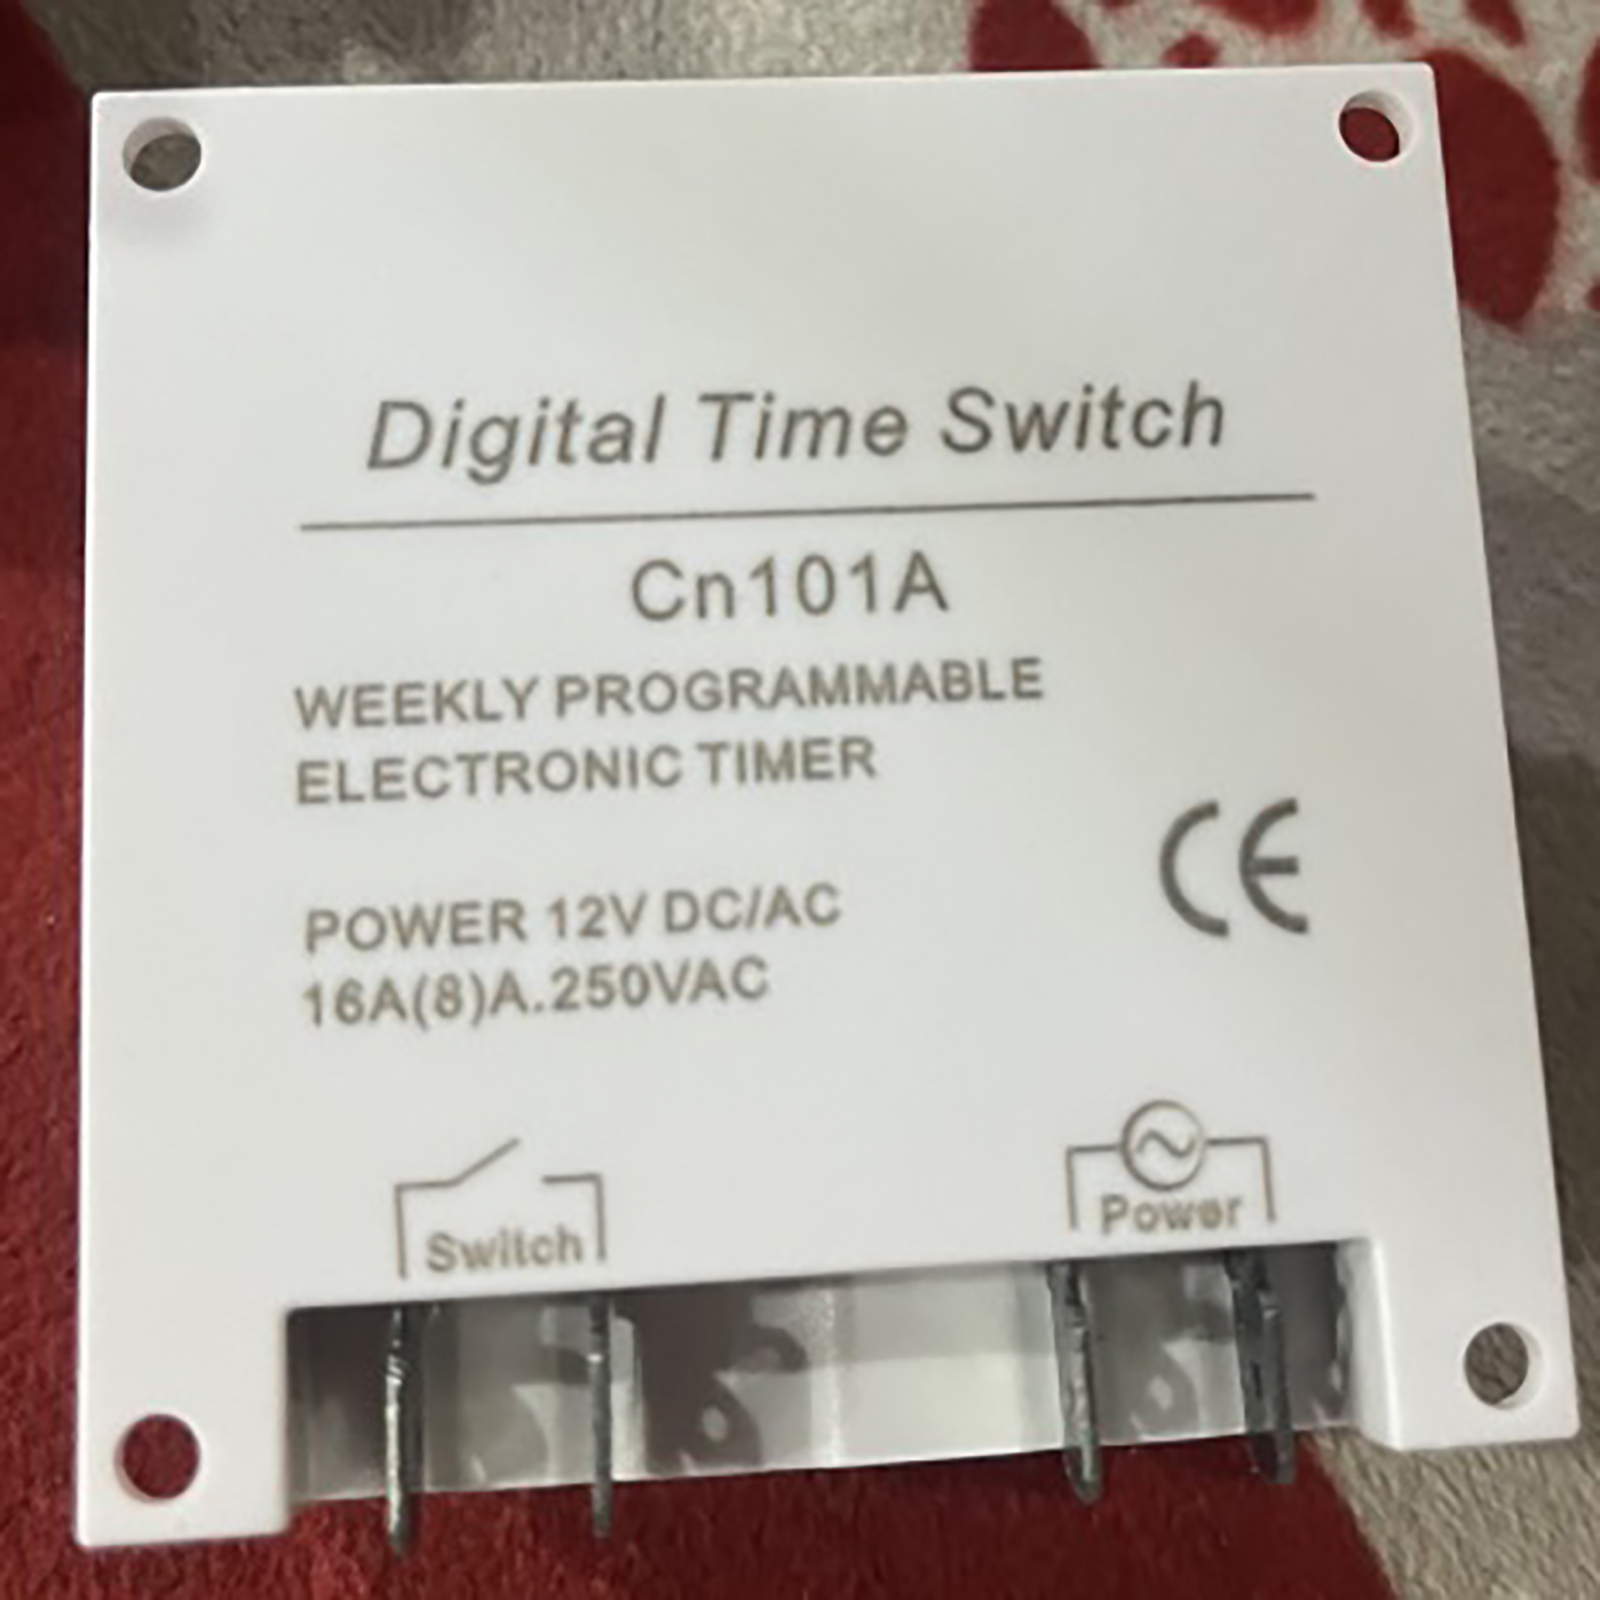 Digital Time Switch
Cn101A
WEEKLY PROGRAMMABLE
ELECTRONIC TIMER
CE
POWER 12V DC/AC
16A(8)A.250VAC
Switch
Power